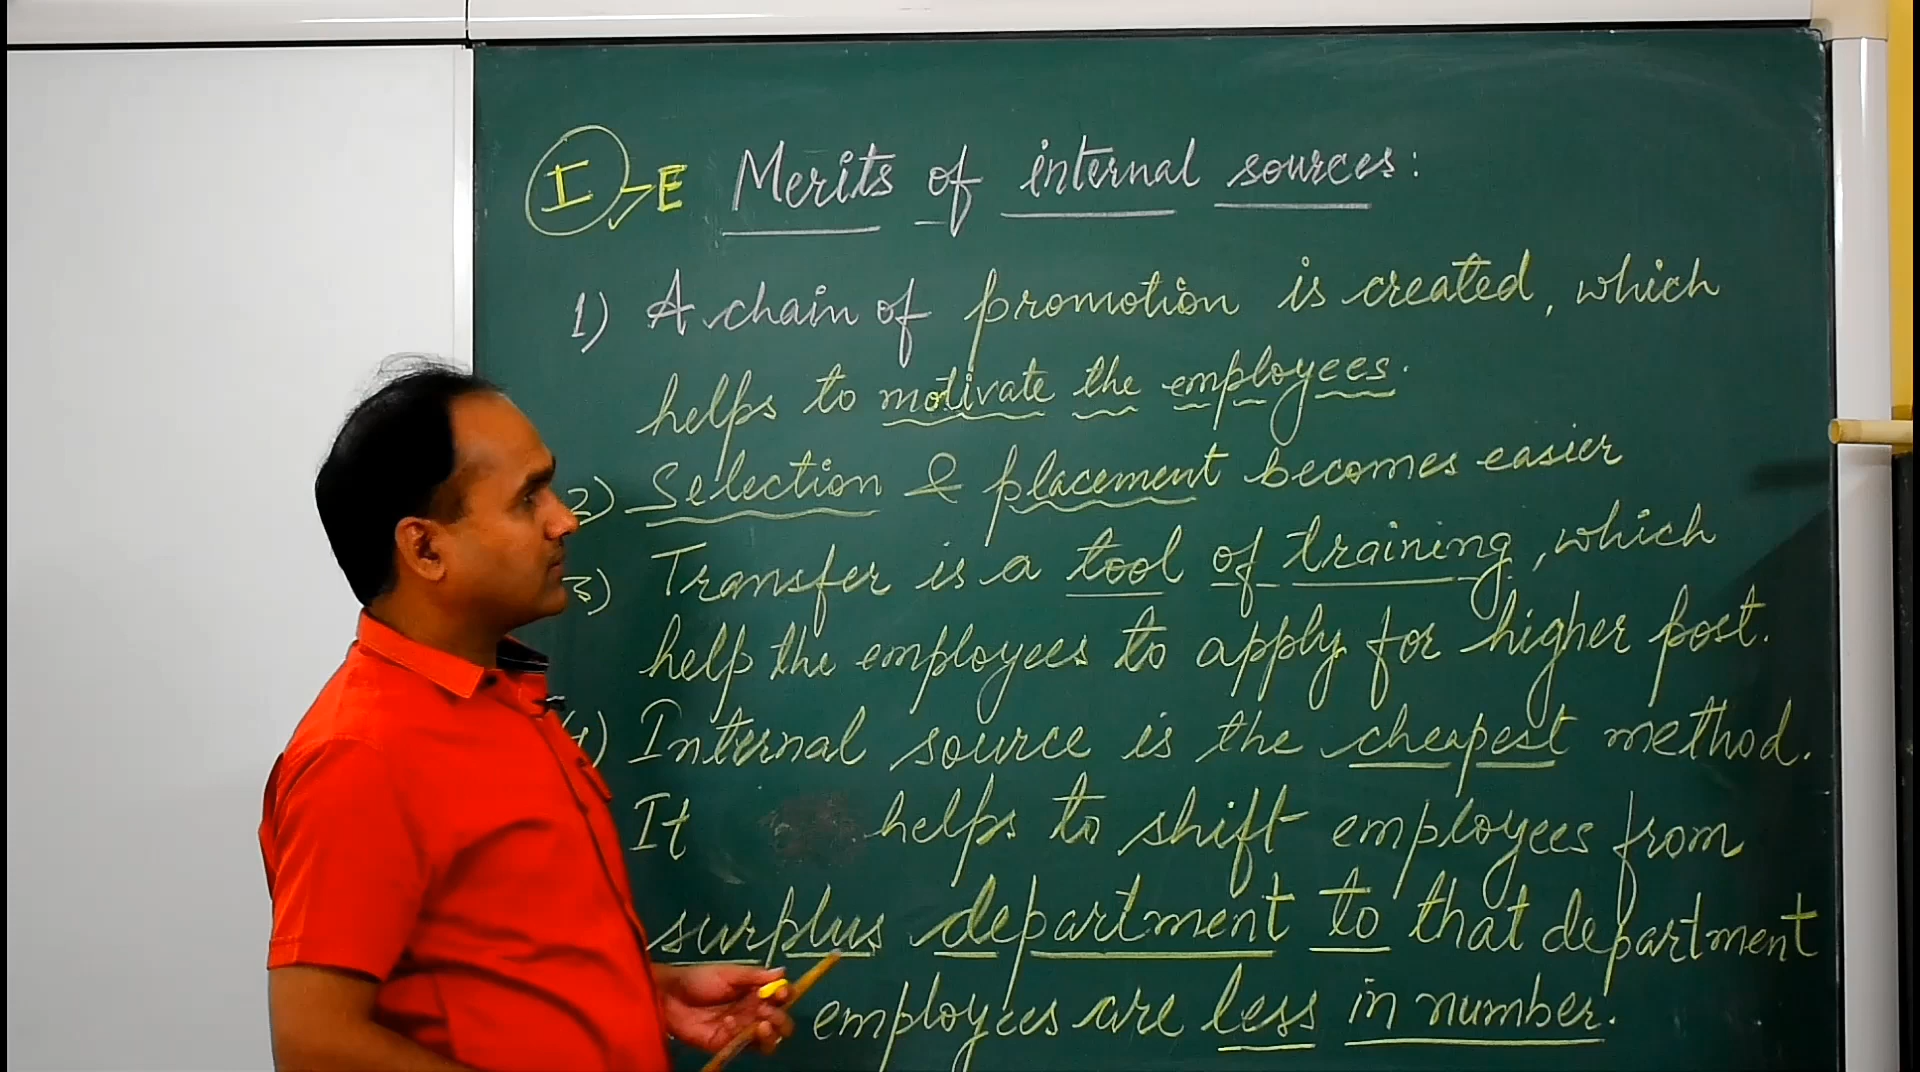 I → E Merits of internal sources:
1) A chain of promotion is created, which
helps to motivate the employees.
2) Selection & placement becomes easier
3) Transfer is a tool of training, which
help the employees to apply for higher post.
4) Internal source is the cheapest method.
It helps to shift employees from
surplus department to that department
employees are less in number.